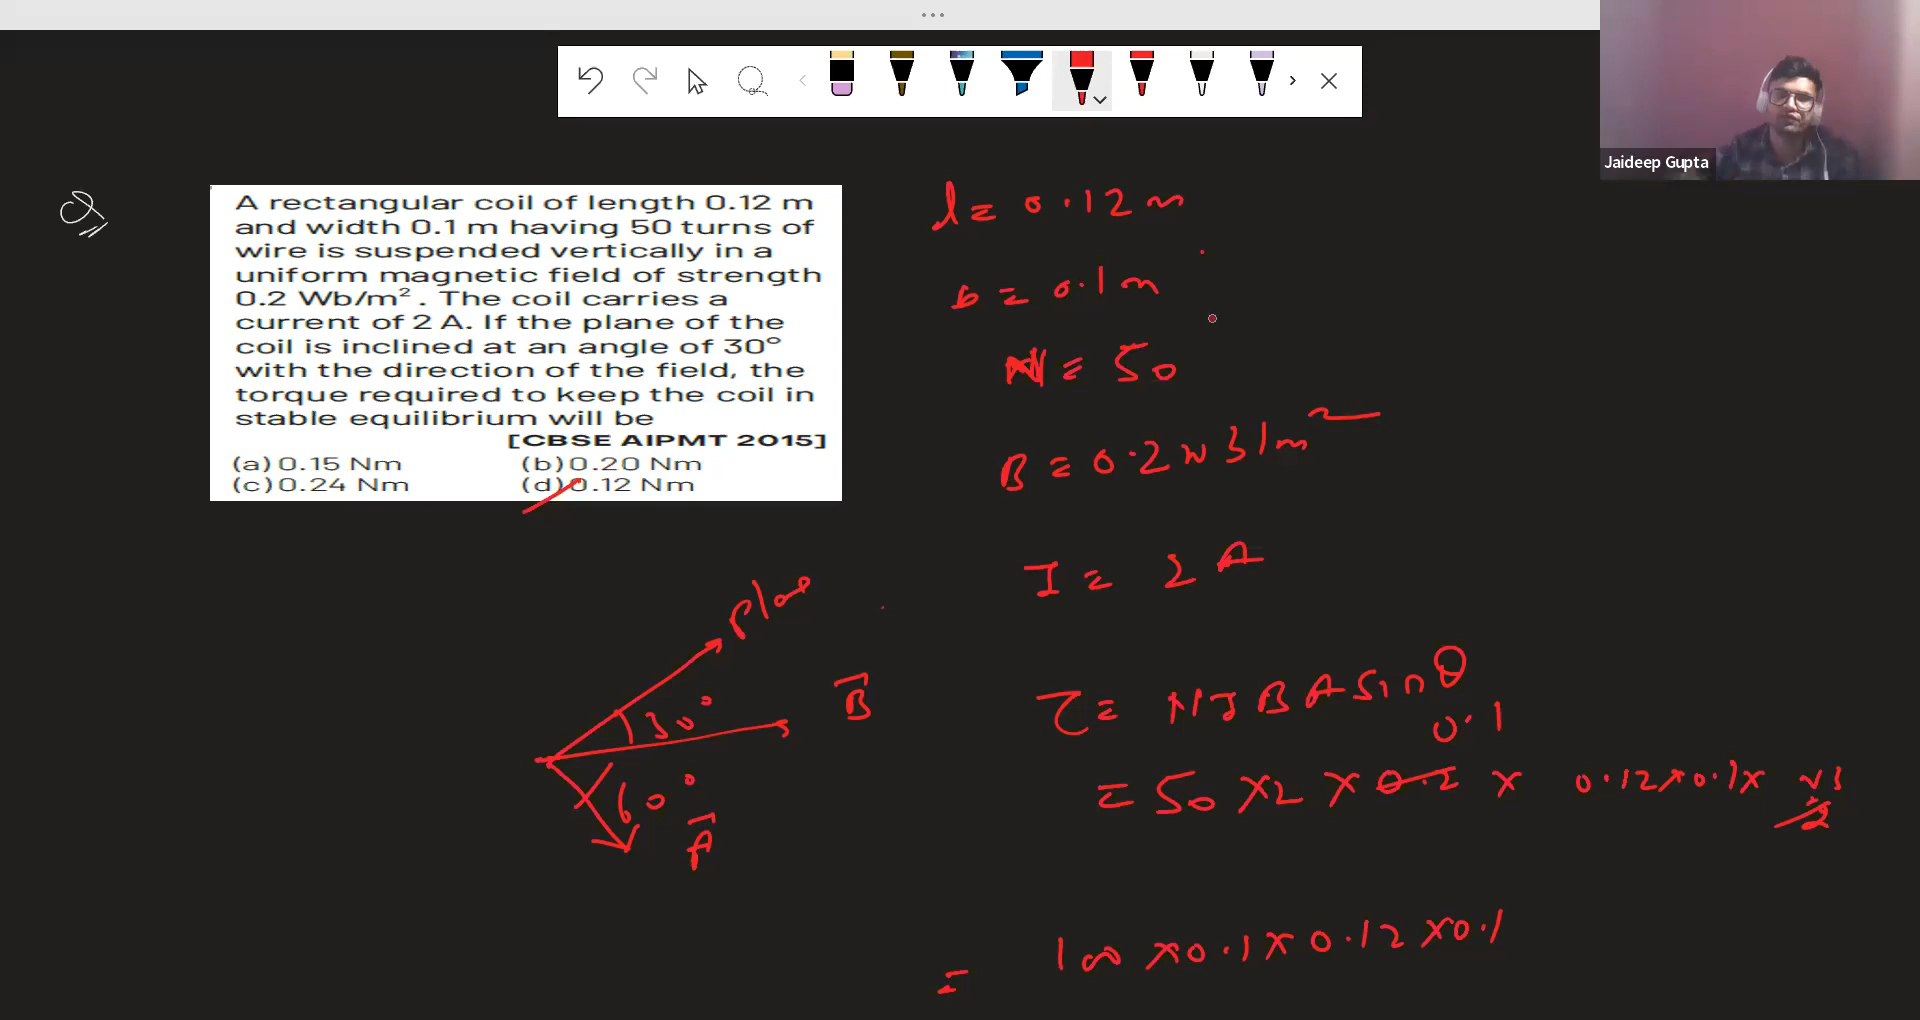 Jaideep Gupta
Q
A rectangular coil of length 0.12 m
and width 0.1 m having 50 turns of
wire is suspended vertically in a
uniform magnetic field of strength
0.2 Wb/m². The coil carries a
current of 2 A. If the plane of the
coil is inclined at an angle of 30°
with the direction of the field, the
torque required to keep the coil in
stable equilibrium will be
[CBSE AIPMT 2015]
(a) 0.15 Nm (b) 0.20 Nm
(c) 0.24 Nm (d) 0.12 Nm
l = 0.12 m
b = 0.1 m
N = 50
B = 0.2 wb/m²
I = 2 A
30°
B
60°
A
τ = NIBA sin θ
0.1
= 50 × 2 × 0.2 × 0.12 × 0.1 × √3/2
= 100 × 0.1 × 0.12 × 0.1